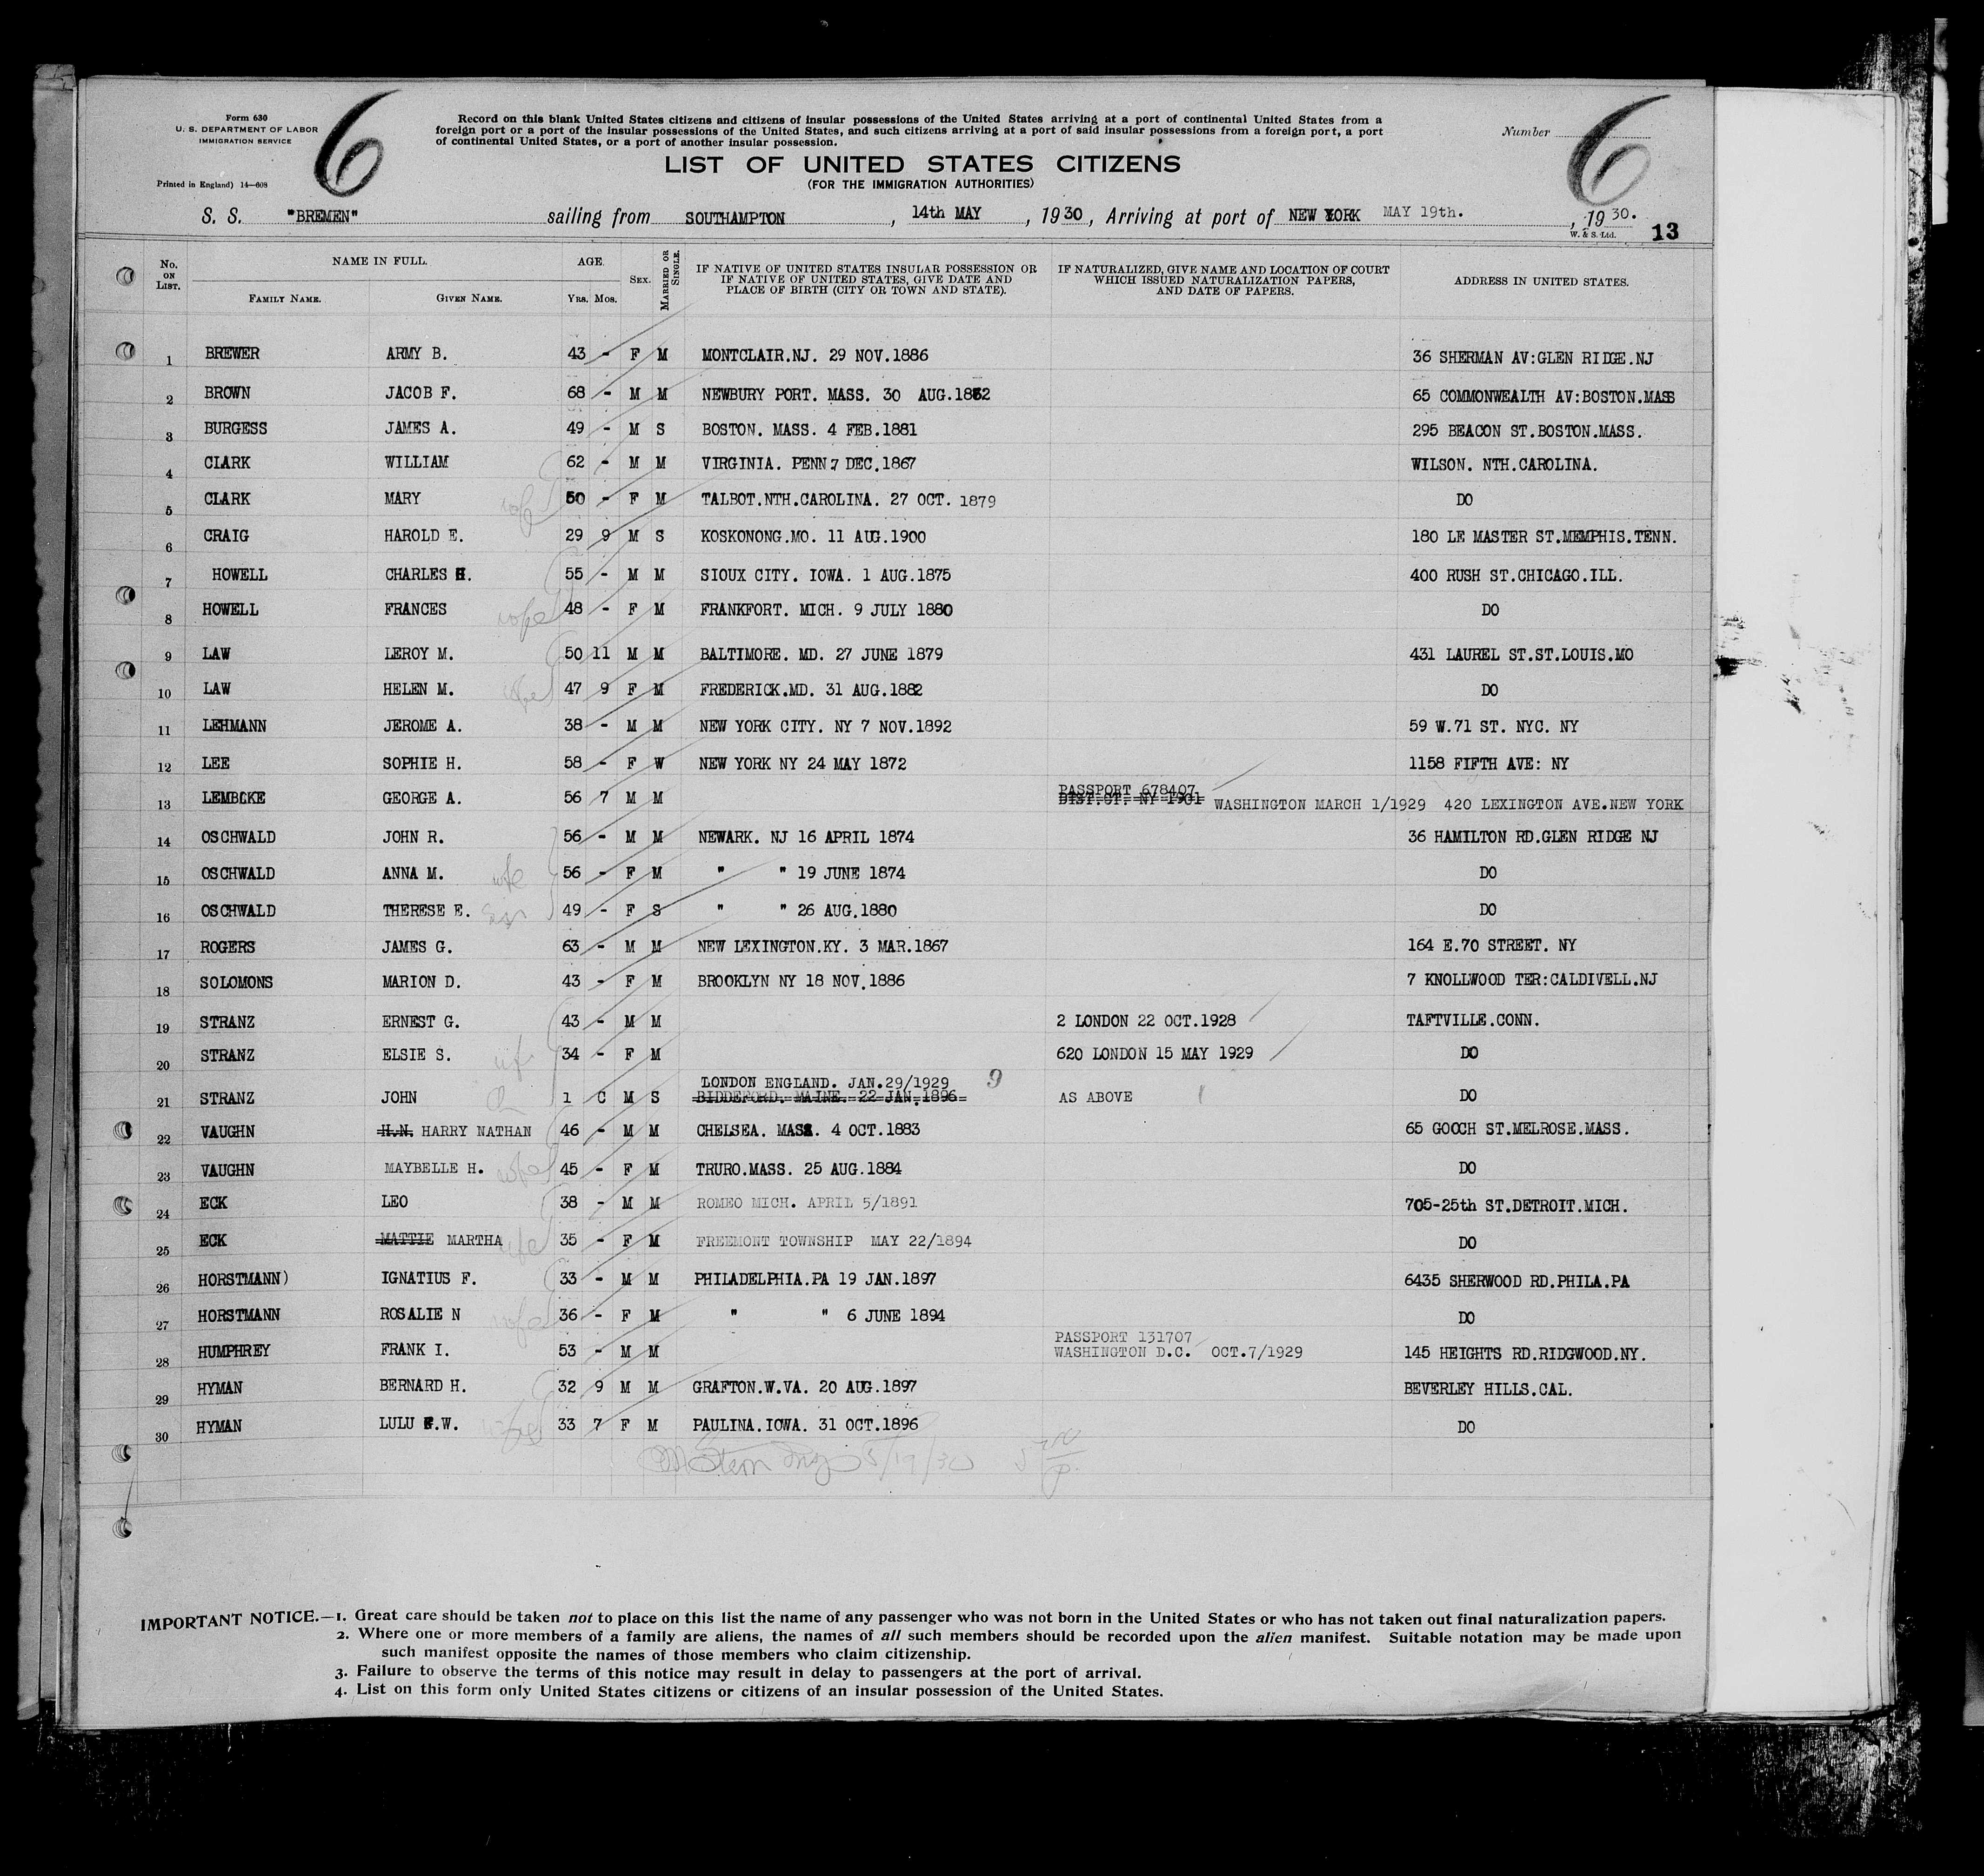 6
6
Form 630
U. S. DEPARTMENT OF LABOR
IMMIGRATION SERVICE
Printed in England) 14—608
Record on this blank United States citizens and citizens of insular possessions of the United States arriving at a port of continental United States from a
foreign port or a port of the insular possessions of the United States, and such citizens arriving at a port of said insular possessions from a foreign port, a port
of continental United States, or a port of another insular possession.
Number
LIST OF UNITED STATES CITIZENS
(FOR THE IMMIGRATION AUTHORITIES)
S. S. "BREMEN" sailing from SOUTHAMPTON, 14th MAY, 1930, Arriving at port of NEW YORK MAY 19th., 1930.
W. & S. Ltd. 13
No. ON LIST. NAME IN FULL. AGE. SEX. MARRIED OR SINGLE. IF NATIVE OF UNITED STATES INSULAR POSSESSION OR IF NATIVE OF UNITED STATES, GIVE DATE AND PLACE OF BIRTH (CITY OR TOWN AND STATE). IF NATURALIZED, GIVE NAME AND LOCATION OF COURT WHICH ISSUED NATURALIZATION PAPERS, AND DATE OF PAPERS. ADDRESS IN UNITED STATES.
FAMILY NAME. GIVEN NAME. YRS. MOS.
1 BREWER ARMY B. 43 - F M MONTCLAIR.NJ. 29 NOV.1886 36 SHERMAN AV:GLEN RIDGE.NJ
2 BROWN JACOB F. 68 - M M NEWBURY PORT. MASS. 30 AUG.1862 65 COMMONWEALTH AV:BOSTON.MASS
3 BURGESS JAMES A. 49 - M S BOSTON. MASS. 4 FEB.1881 295 BEACON ST.BOSTON.MASS.
4 CLARK WILLIAM 62 - M M VIRGINIA. PENN 7 DEC.1867 WILSON. NTH.CAROLINA.
5 CLARK MARY wife 50 - F M TALBOT.NTH.CAROLINA. 27 OCT. 1879 DO
6 CRAIG HAROLD E. 29 9 M S KOSKONONG.MO. 11 AUG.1900 180 LE MASTER ST.MEMPHIS.TENN.
7 HOWELL CHARLES H. 55 - M M SIOUX CITY. IOWA. 1 AUG.1875 400 RUSH ST.CHICAGO.ILL.
8 HOWELL FRANCES wife 48 - F M FRANKFORT. MICH. 9 JULY 1880 DO
9 LAW LEROY M. 50 11 M M BALTIMORE. MD. 27 JUNE 1879 431 LAUREL ST.ST.LOUIS.MO
10 LAW HELEN M. wife 47 9 F M FREDERICK.MD. 31 AUG.1882 DO
11 LEHMANN JEROME A. 38 - M M NEW YORK CITY. NY 7 NOV.1892 59 W.71 ST. NYC. NY
12 LEE SOPHIE H. 58 - F W NEW YORK NY 24 MAY 1872 1158 FIFTH AVE: NY
PASSPORT 678407
13 LEMBCKE GEORGE A. 56 7 M M DIST.CT. NY 1901 WASHINGTON MARCH 1/1929 420 LEXINGTON AVE.NEW YORK
14 OSCHWALD JOHN R. 56 - M M NEWARK. NJ 16 APRIL 1874 36 HAMILTON RD.GLEN RIDGE NJ
15 OSCHWALD ANNA M. wife 56 - F M " " 19 JUNE 1874 DO
16 OSCHWALD THERESE E. 49 - F S " " 26 AUG.1880 DO
17 ROGERS JAMES G. 63 - M M NEW LEXINGTON.KY. 3 MAR.1867 164 E.70 STREET. NY
18 SOLOMONS MARION D. 43 - F M BROOKLYN NY 18 NOV.1886 7 KNOLLWOOD TER:CALDIVELL.NJ
19 STRANZ ERNEST G. 43 - M M 2 LONDON 22 OCT.1928 TAFTVILLE.CONN.
20 STRANZ ELSIE S. wife 34 - F M 620 LONDON 15 MAY 1929 DO
LONDON ENGLAND. JAN.29/1929 9
21 STRANZ JOHN Ch 1 C M S BIDDEFORD. MAINE. 22 JAN.1896 AS ABOVE DO
22 VAUGHN H.N. HARRY NATHAN 46 - M M CHELSEA. MASS. 4 OCT.1883 65 GOOCH ST.MELROSE.MASS.
23 VAUGHN MAYBELLE H. wife 45 - F M TRURO.MASS. 25 AUG.1884 DO
24 ECK LEO 38 - M M ROMEO MICH. APRIL 5/1891 705-25th ST.DETROIT.MICH.
25 ECK MATTIE MARTHA wife 35 - F M FREEMONT TOWNSHIP MAY 22/1894 DO
26 HORSTMANN) IGNATIUS F. 33 - M M PHILADELPHIA.PA 19 JAN.1897 6435 SHERWOOD RD.PHILA.PA
27 HORSTMANN ROSALIE N wife 36 - F M " " 6 JUNE 1894 DO
PASSPORT 131707
28 HUMPHREY FRANK I. 53 - M M WASHINGTON D.C. OCT.7/1929 145 HEIGHTS RD.RIDGWOOD.NY.
29 HYMAN BERNARD H. 32 9 M M GRAFTON.W.VA. 20 AUG.1897 BEVERLEY HILLS.CAL.
30 HYMAN LULU F.W. wife 33 7 F M PAULINA.IOWA. 31 OCT.1896 DO
5/19/30
IMPORTANT NOTICE.—1. Great care should be taken not to place on this list the name of any passenger who was not born in the United States or who has not taken out final naturalization papers.
2. Where one or more members of a family are aliens, the names of all such members should be recorded upon the alien manifest. Suitable notation may be made upon
such manifest opposite the names of those members who claim citizenship.
3. Failure to observe the terms of this notice may result in delay to passengers at the port of arrival.
4. List on this form only United States citizens or citizens of an insular possession of the United States.